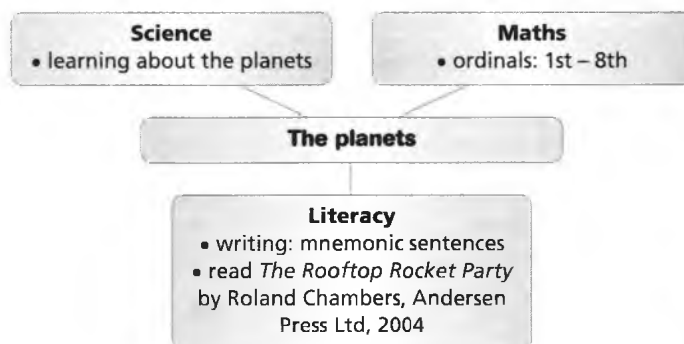 Science
• learning about the planets
Maths
• ordinals: 1st – 8th
The planets
Literacy
• writing: mnemonic sentences
• read The Rooftop Rocket Party
by Roland Chambers, Andersen
Press Ltd, 2004